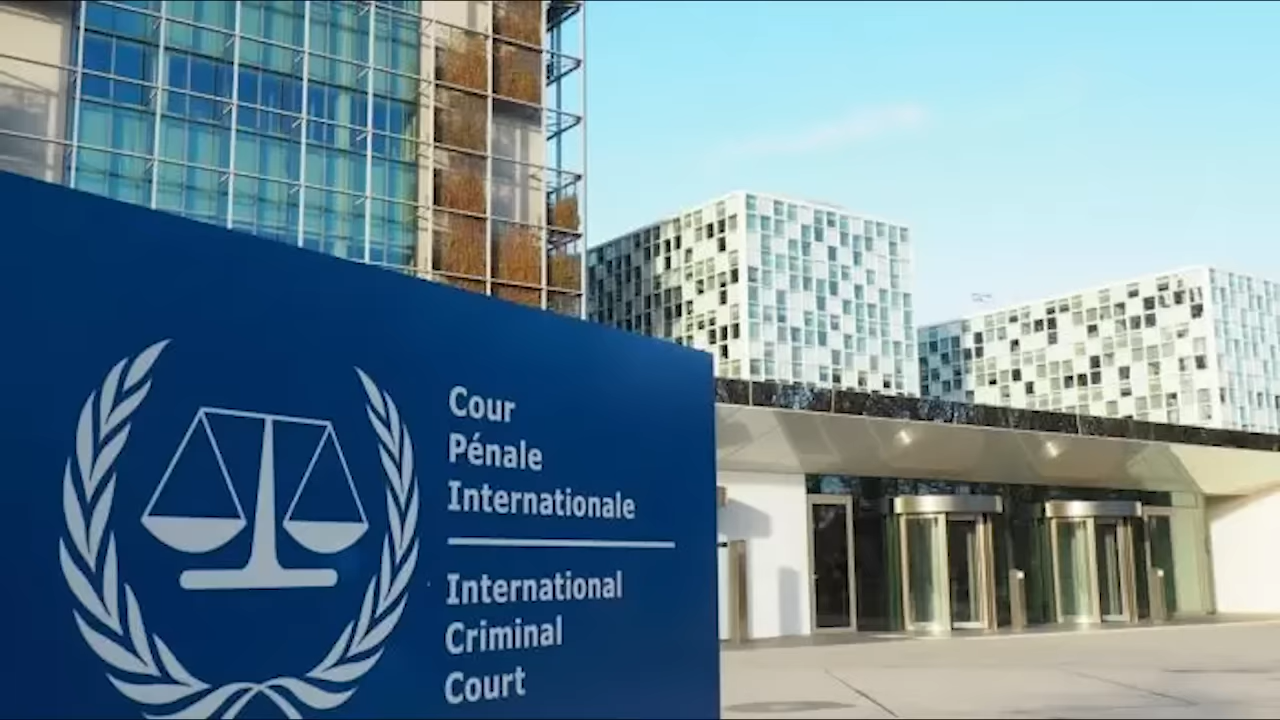 Cour
Pénale
Internationale
International
Criminal
Court